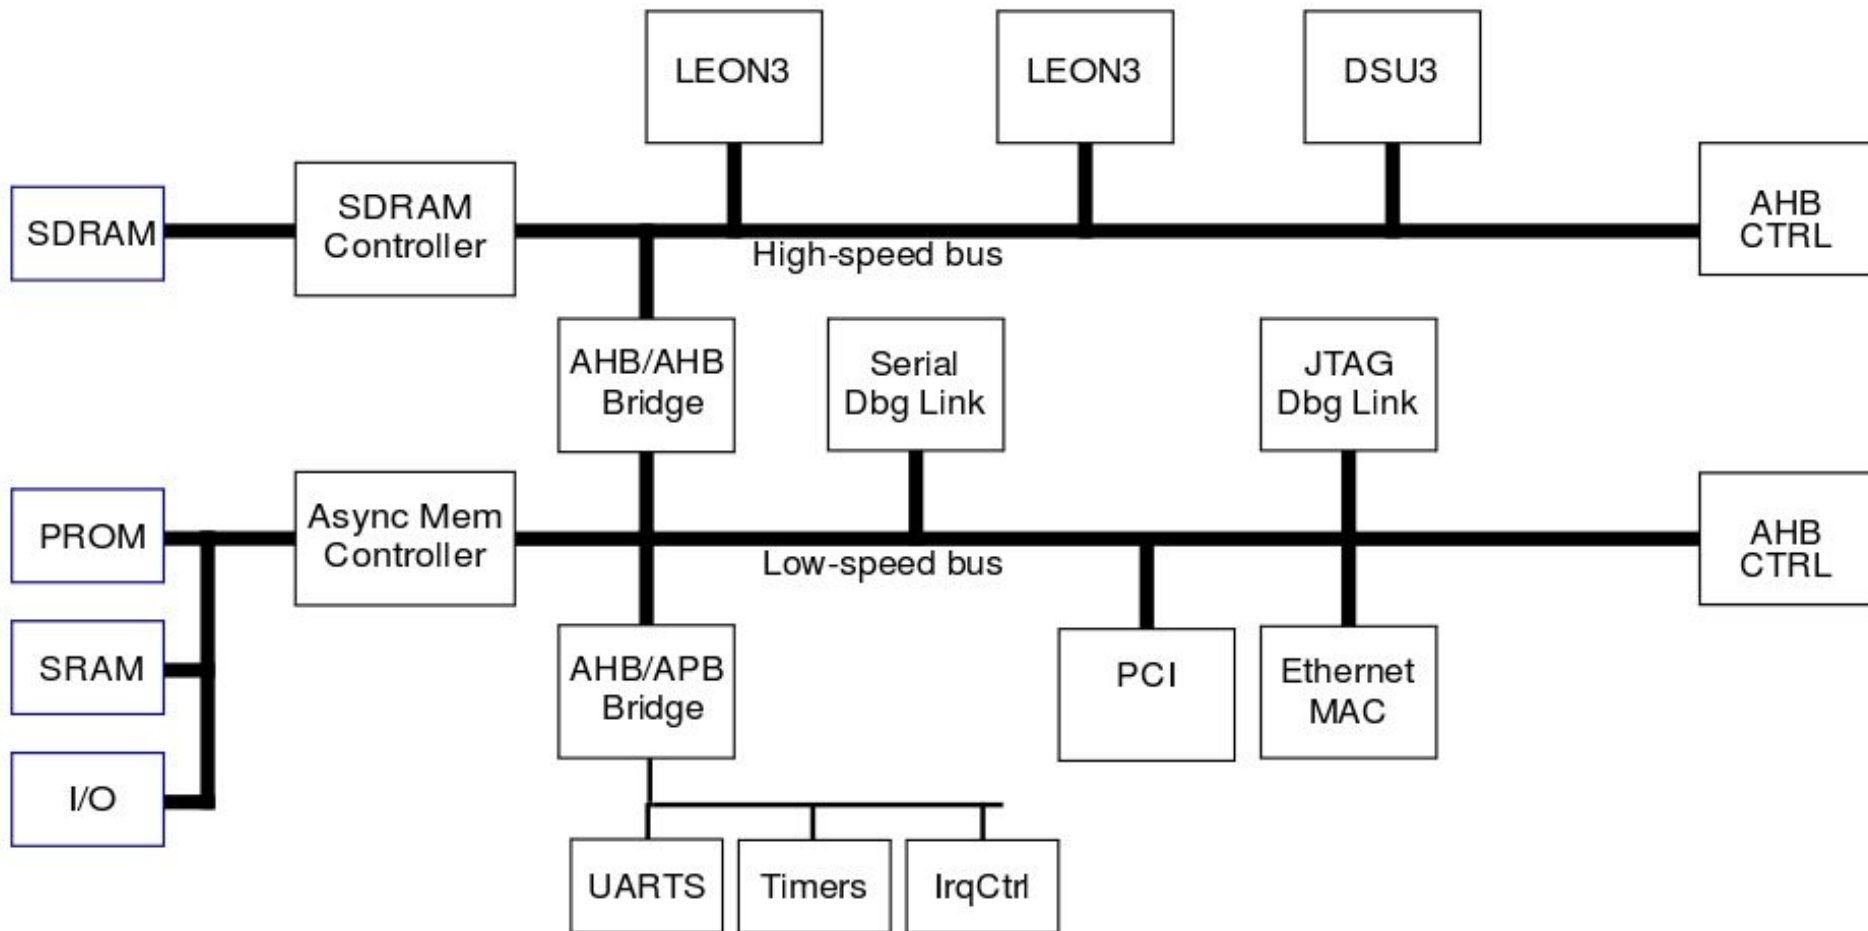 LEON3
LEON3
DSU3
SDRAM
SDRAM
Controller
AHB
CTRL
High-speed bus
AHB/AHB
Bridge
Serial
Dbg Link
JTAG
Dbg Link
PROM
Async Mem
Controller
AHB
CTRL
Low-speed bus
SRAM
AHB/APB
Bridge
PCI
Ethernet
MAC
I/O
UARTS
Timers
IrqCtrl